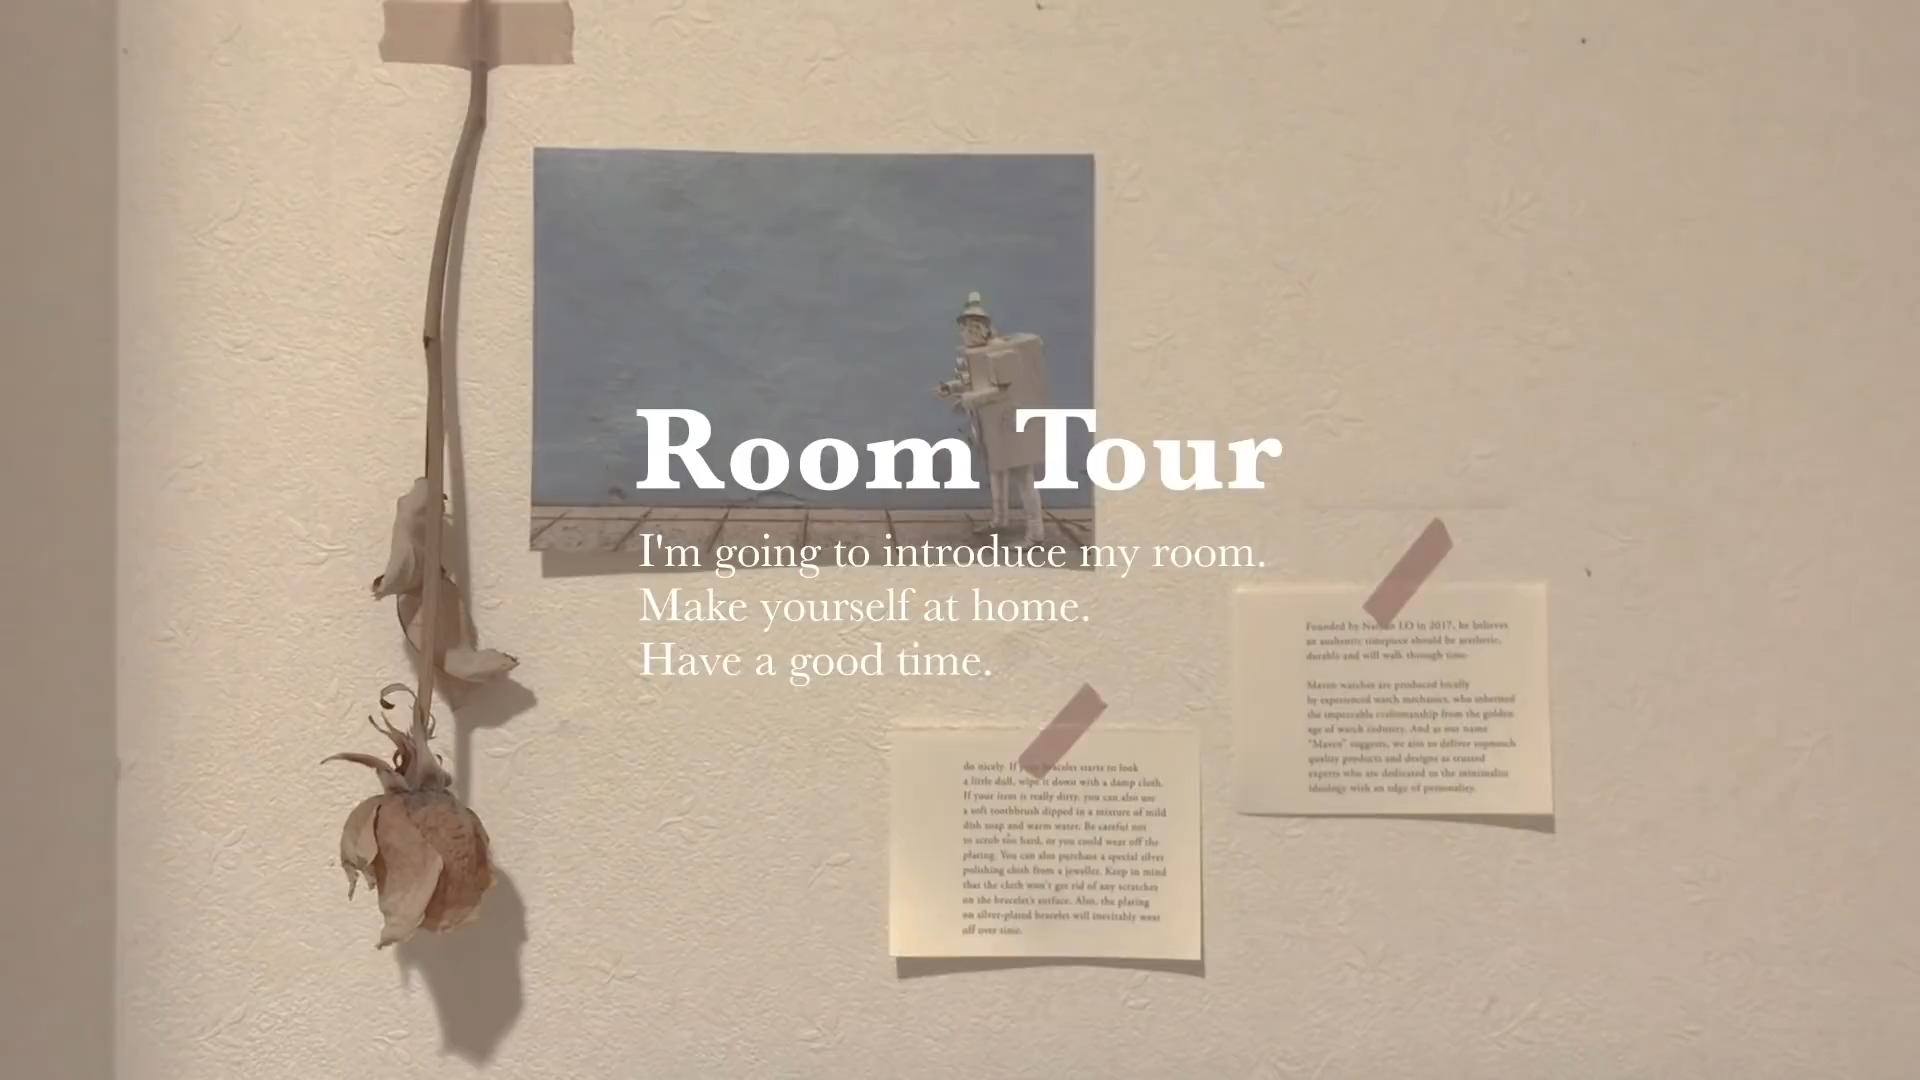 Room Tour
I'm going to introduce my room.
Make yourself at home.
Have a good time.
Founded by LO in 2017, he believes
an authentic timepiece should be aesthetic,
durable and will walk through time.
Maven watches are produced locally
by experienced watch mechanics, who inherited
the impeccable craftsmanship from the golden
age of watch industry. And as our name
"Maven" suggests, we aim to deliver topnotch
quality products and designs as trusted
experts who are dedicated to the minimalist
ideology with an edge of personality.
do nicely. If your bracelet starts to look
a little dull, wipe it down with a damp cloth.
If your item is really dirty, you can also use
a soft toothbrush dipped in a mixture of mild
dish soap and warm water. Be careful not
to scrub too hard, or you could wear off the
plating. You can also purchase a special silver
polishing cloth from a jeweller. Keep in mind
that the cloth won't get rid of any scratches
on the bracelet's surface. Also, the plating
on silver-plated bracelet will inevitably wear
off over time.